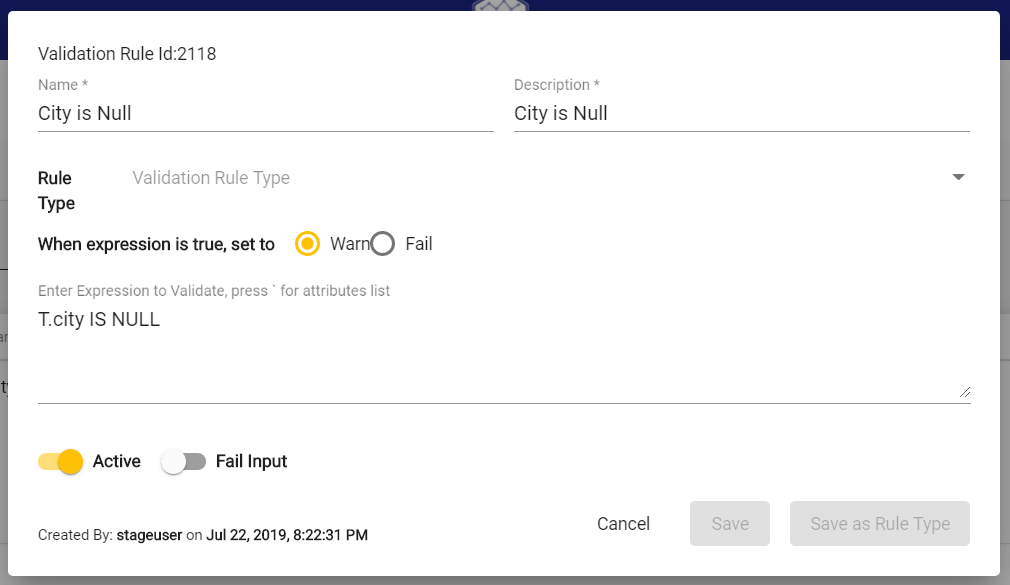 Validation Rule Id:2118
Name *
Description *
City is Null
City is Null
Rule Type
Validation Rule Type
When expression is true, set to
Warn
Fail
Enter Expression to Validate, press ` for attributes list
T.city IS NULL
Active
Fail Input
Created By: stageuser on Jul 22, 2019, 8:22:31 PM
Cancel
Save
Save as Rule Type